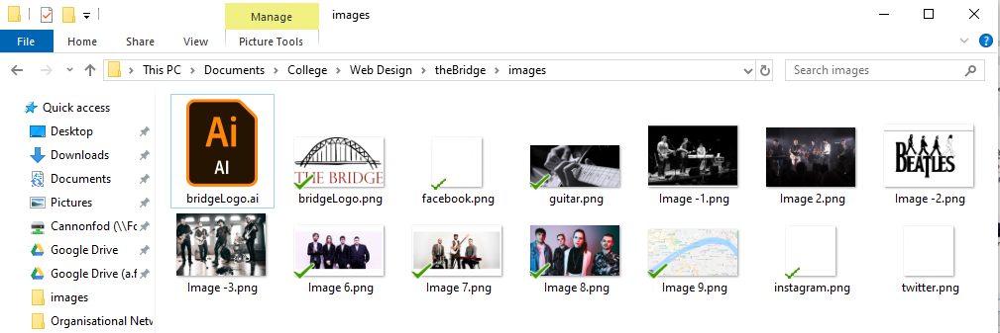 Manage
images
File
Home
Share
View
Picture Tools
?
This PC > Documents > College > Web Design > theBridge > images
Search images
Quick access
Desktop
Downloads
Documents
Pictures
Cannonfod (\\Fo
Google Drive
Google Drive (a.f
images
Organisational Netw
Ai
AI
THE BRIDGE
BEATLES
bridgeLogo.ai
bridgeLogo.png
facebook.png
guitar.png
Image -1.png
Image 2.png
Image -2.png
Image -3.png
Image 6.png
Image 7.png
Image 8.png
Image 9.png
instagram.png
twitter.png